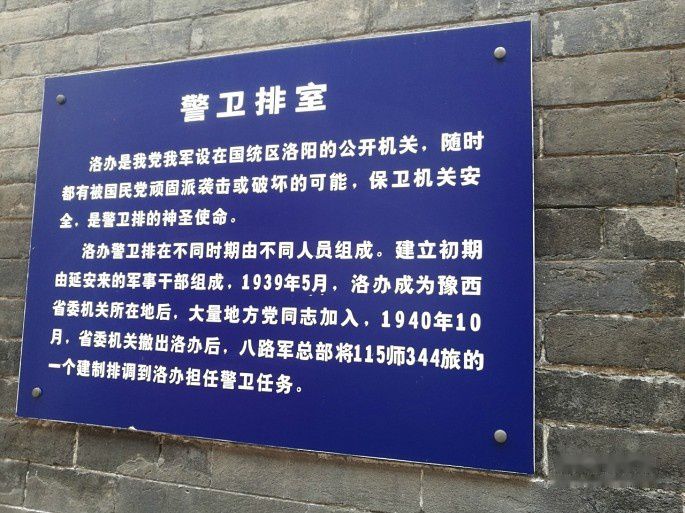 警卫排室
洛办是我党我军设在国统区洛阳的公开机关，随时
都有被国民党顽固派袭击或破坏的可能，保卫机关安
全，是警卫排的神圣使命。
洛办警卫排在不同时期由不同人员组成。建立初期
由延安来的军事干部组成，1939年5月，洛办成为豫西
省委机关所在地后，大量地方党同志加入，1940年10
月，省委机关撤出洛办后，八路军总部将115师344旅的
一个建制排调到洛办担任警卫任务。